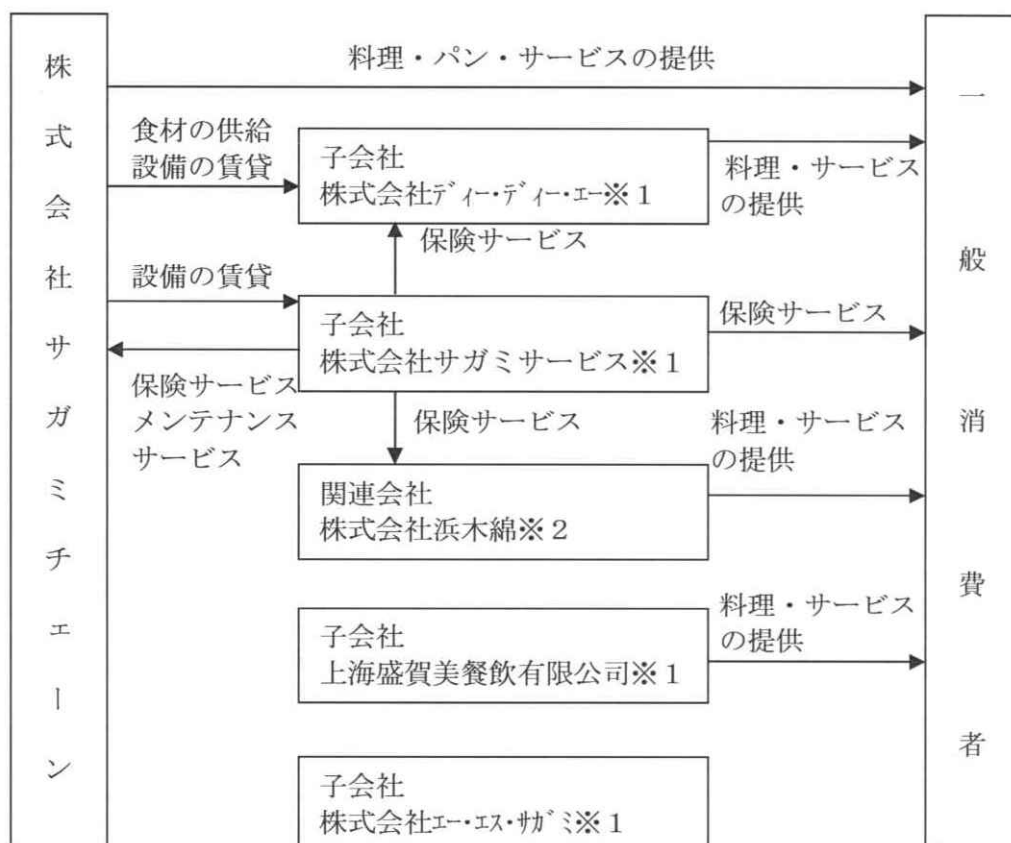 株式会社サガミチェーン
料理・パン・サービスの提供
食材の供給
設備の賃貸
子会社
株式会社ﾃﾞｨｰ・ﾃﾞｨｰ・ｴｰ※１
料理・サービス
の提供
保険サービス
設備の賃貸
子会社
株式会社サガミサービス※１
保険サービス
保険サービス
メンテナンス
サービス
保険サービス
料理・サービス
の提供
関連会社
株式会社浜木綿※２
子会社
上海盛賀美餐飲有限公司※１
料理・サービス
の提供
子会社
株式会社ｴｰ・ｴｽ・ｻｶﾞﾐ※１
一般消費者